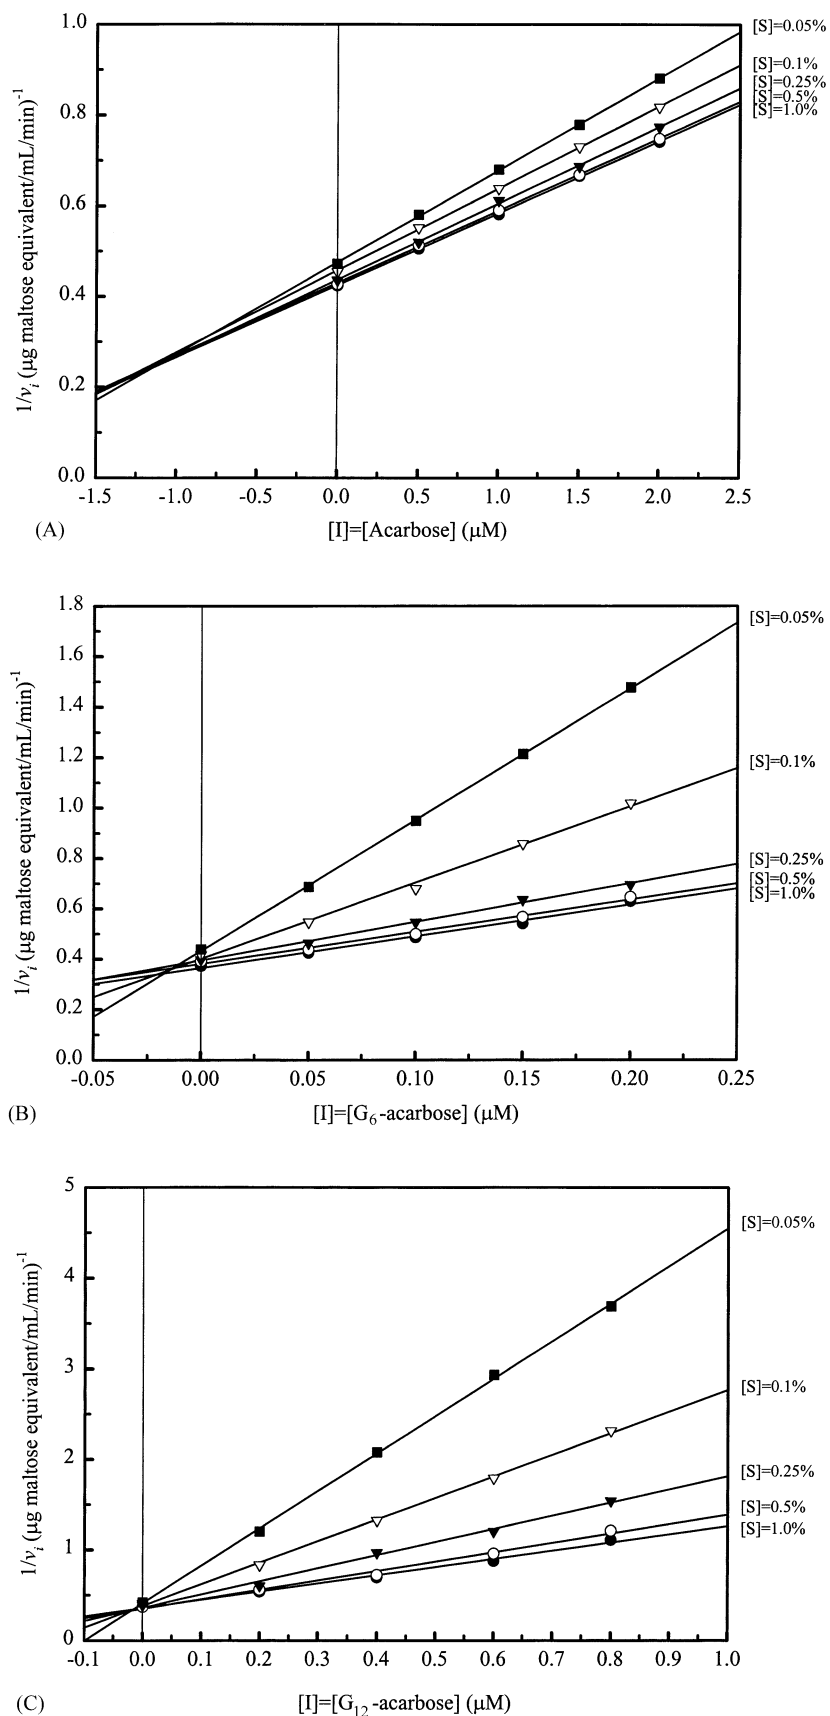 1.0
[S]=0.05%
[S]=0.1%
0.8
[S]=0.25%
[S]=0.5%
[S]=1.0%
0.6
0.4
0.2
0.0
1/vᵢ (μg maltose equivalent/mL/min)⁻¹
-1.5 -1.0 -0.5 0.0 0.5 1.0 1.5 2.0 2.5
(A)
[I]=[Acarbose] (μM)
1.8
[S]=0.05%
1.6
1.4
1.2
[S]=0.1%
1.0
0.8
[S]=0.25%
[S]=0.5%
[S]=1.0%
0.6
0.4
0.2
0.0
1/vᵢ (μg maltose equivalent/mL/min)⁻¹
-0.05 0.00 0.05 0.10 0.15 0.20 0.25
(B)
[I]=[G₆-acarbose] (μM)
5
[S]=0.05%
4
3
[S]=0.1%
2
[S]=0.25%
[S]=0.5%
[S]=1.0%
1
0
1/vᵢ (μg maltose equivalent/mL/min)⁻¹
-0.1 0.0 0.1 0.2 0.3 0.4 0.5 0.6 0.7 0.8 0.9 1.0
(C)
[I]=[G₁₂-acarbose] (μM)